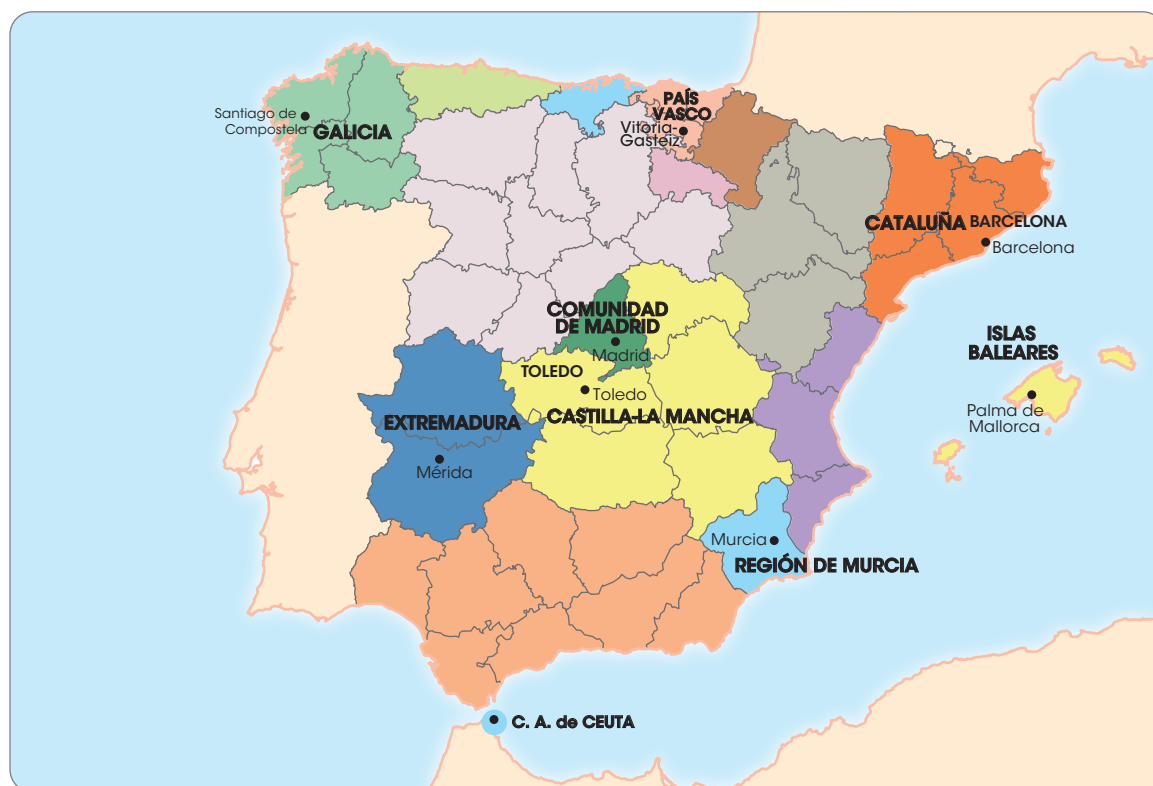 PAÍS
VASCO
Santiago de
Compostela
GALICIA
Vitoria-
Gasteiz
CATALUÑA
BARCELONA
Barcelona
COMUNIDAD
DE MADRID
Madrid
ISLAS
BALEARES
TOLEDO
Toledo
Palma de
Mallorca
EXTREMADURA
CASTILLA-LA MANCHA
Mérida
Murcia
REGIÓN DE MURCIA
C. A. de CEUTA